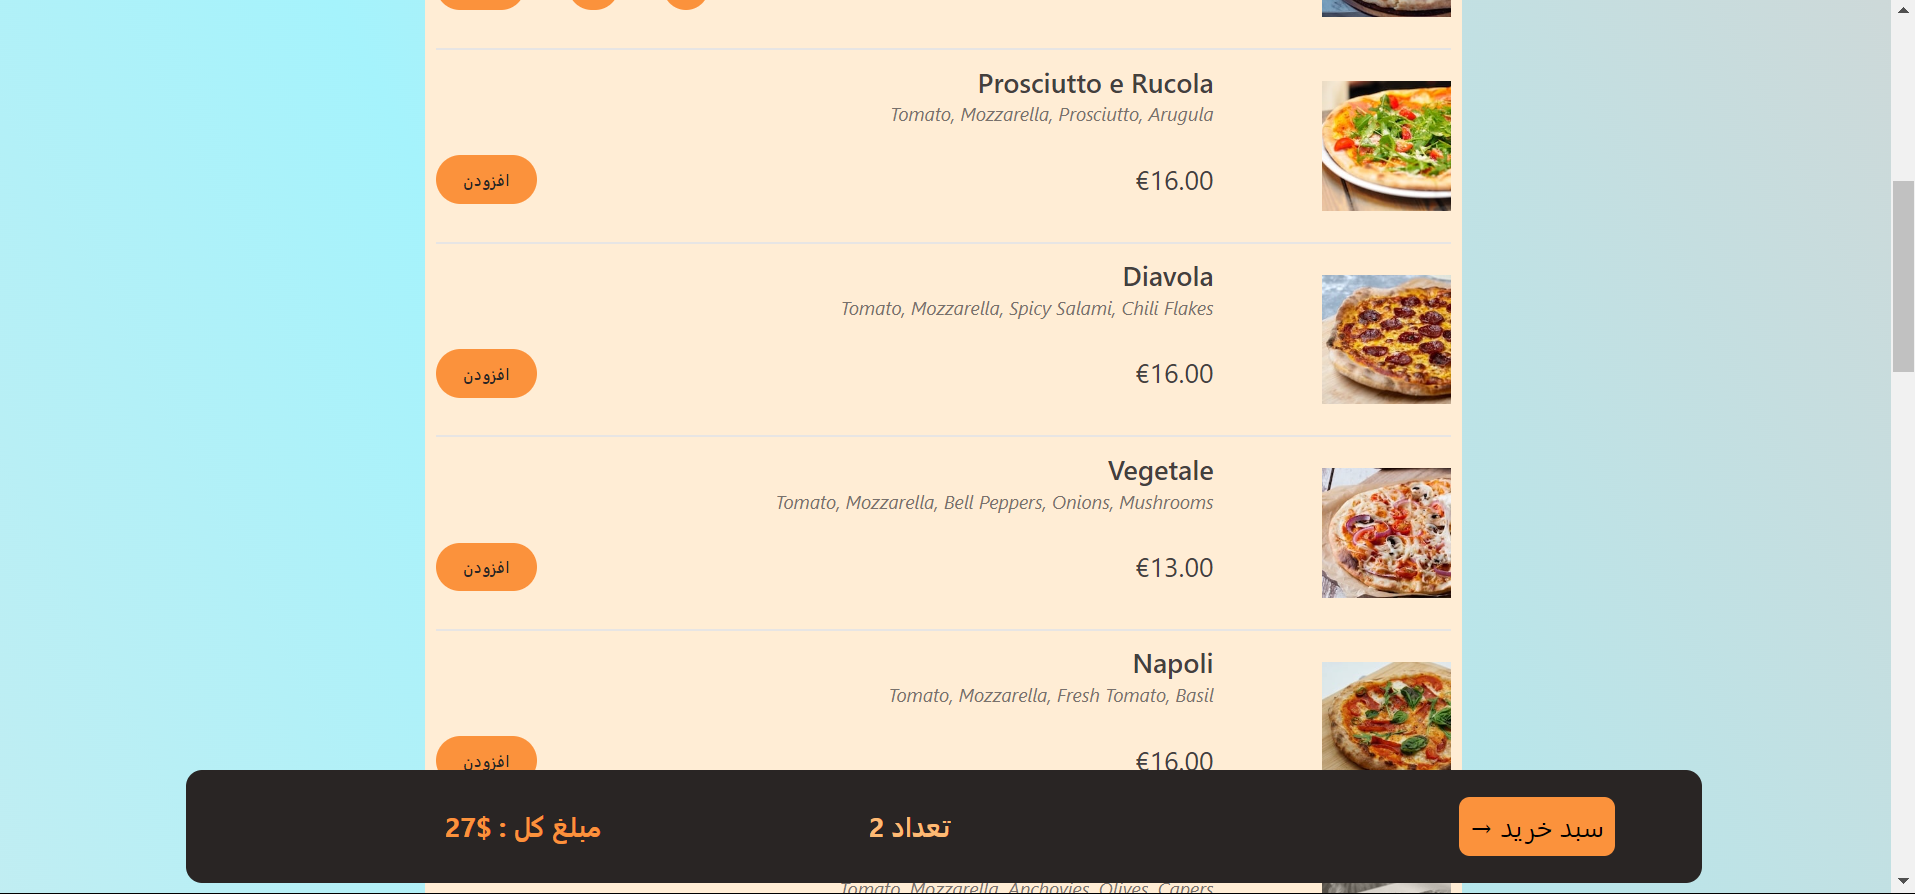 Prosciutto e Rucola
Tomato, Mozzarella, Prosciutto, Arugula
€16.00
افزودن
Diavola
Tomato, Mozzarella, Spicy Salami, Chili Flakes
€16.00
افزودن
Vegetale
Tomato, Mozzarella, Bell Peppers, Onions, Mushrooms
€13.00
افزودن
Napoli
Tomato, Mozzarella, Fresh Tomato, Basil
€16.00
افزودن
سبد خرید →
تعداد 2
مبلغ کل : $27
Tomato, Mozzarella, Anchovies, Olives, Capers